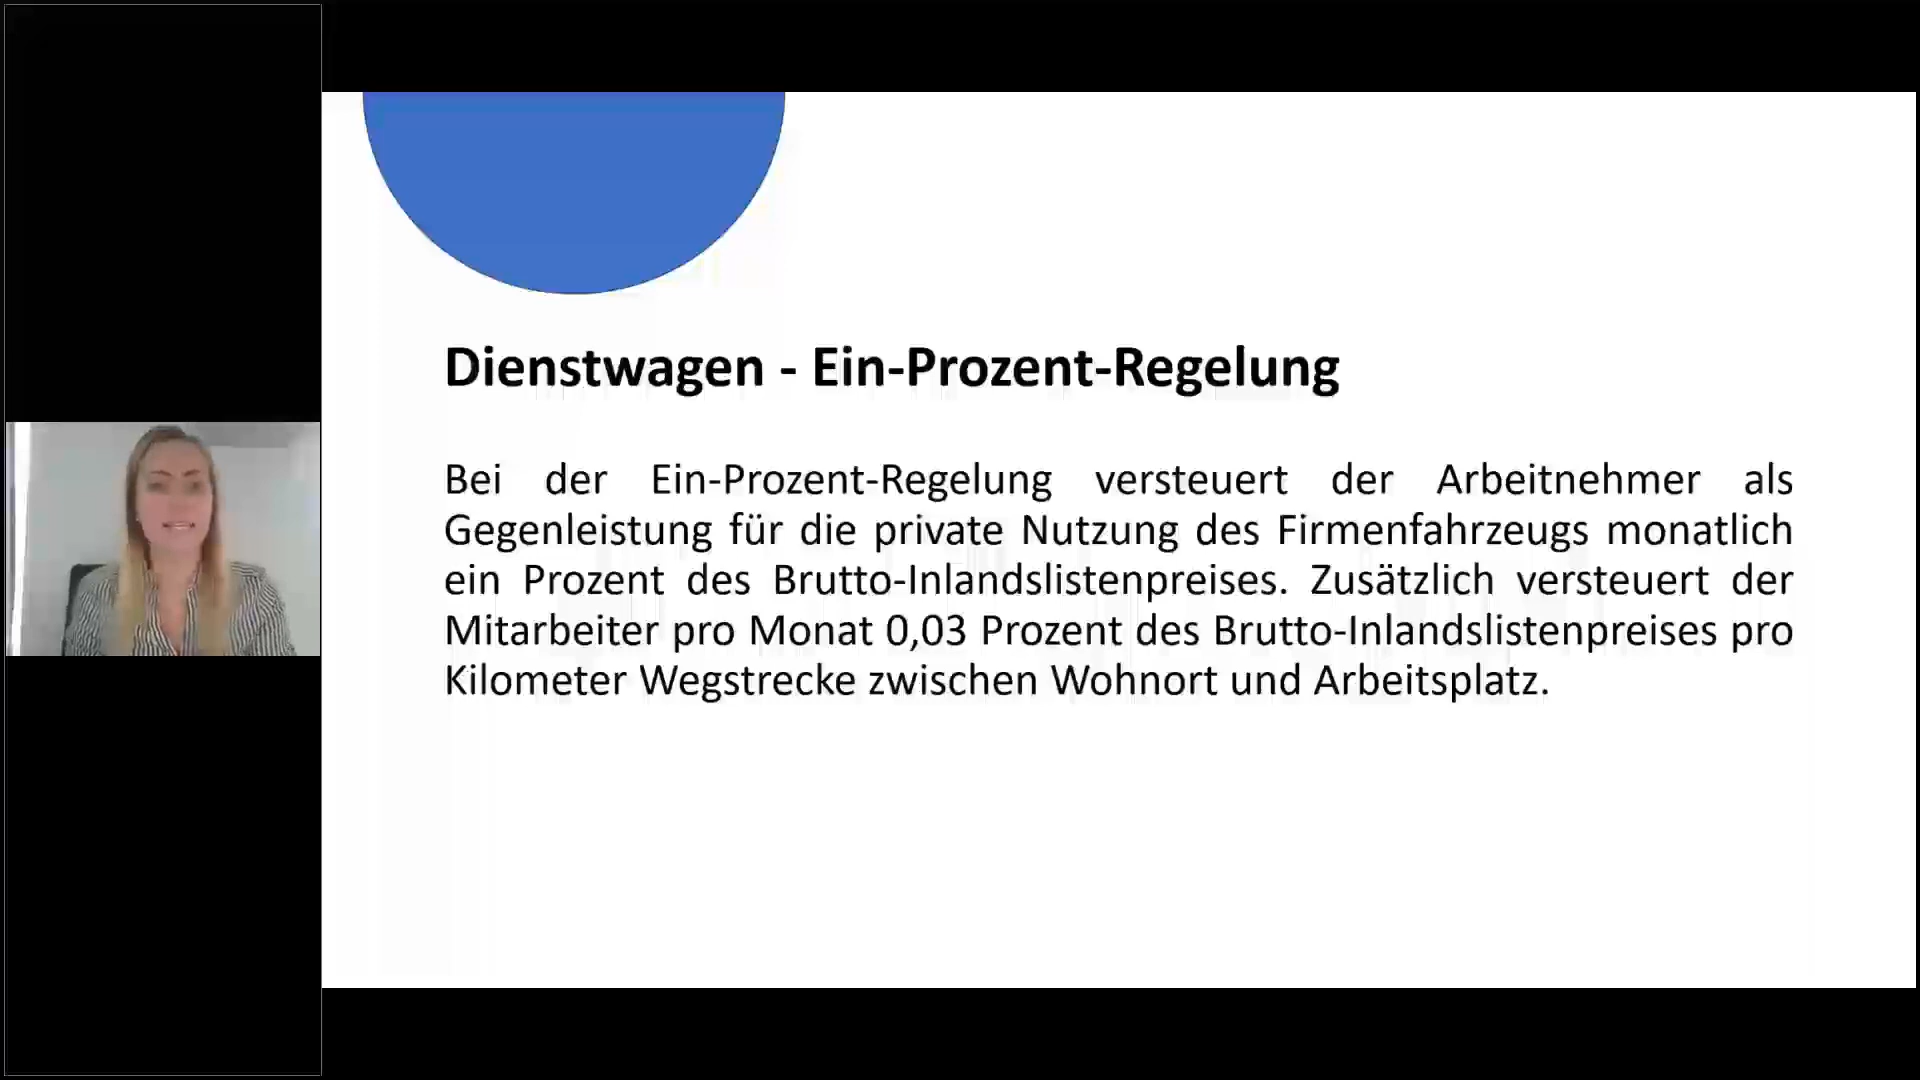 Dienstwagen - Ein-Prozent-Regelung
Bei der Ein-Prozent-Regelung versteuert der Arbeitnehmer als
Gegenleistung für die private Nutzung des Firmenfahrzeugs monatlich
ein Prozent des Brutto-Inlandslistenpreises. Zusätzlich versteuert der
Mitarbeiter pro Monat 0,03 Prozent des Brutto-Inlandslistenpreises pro
Kilometer Wegstrecke zwischen Wohnort und Arbeitsplatz.